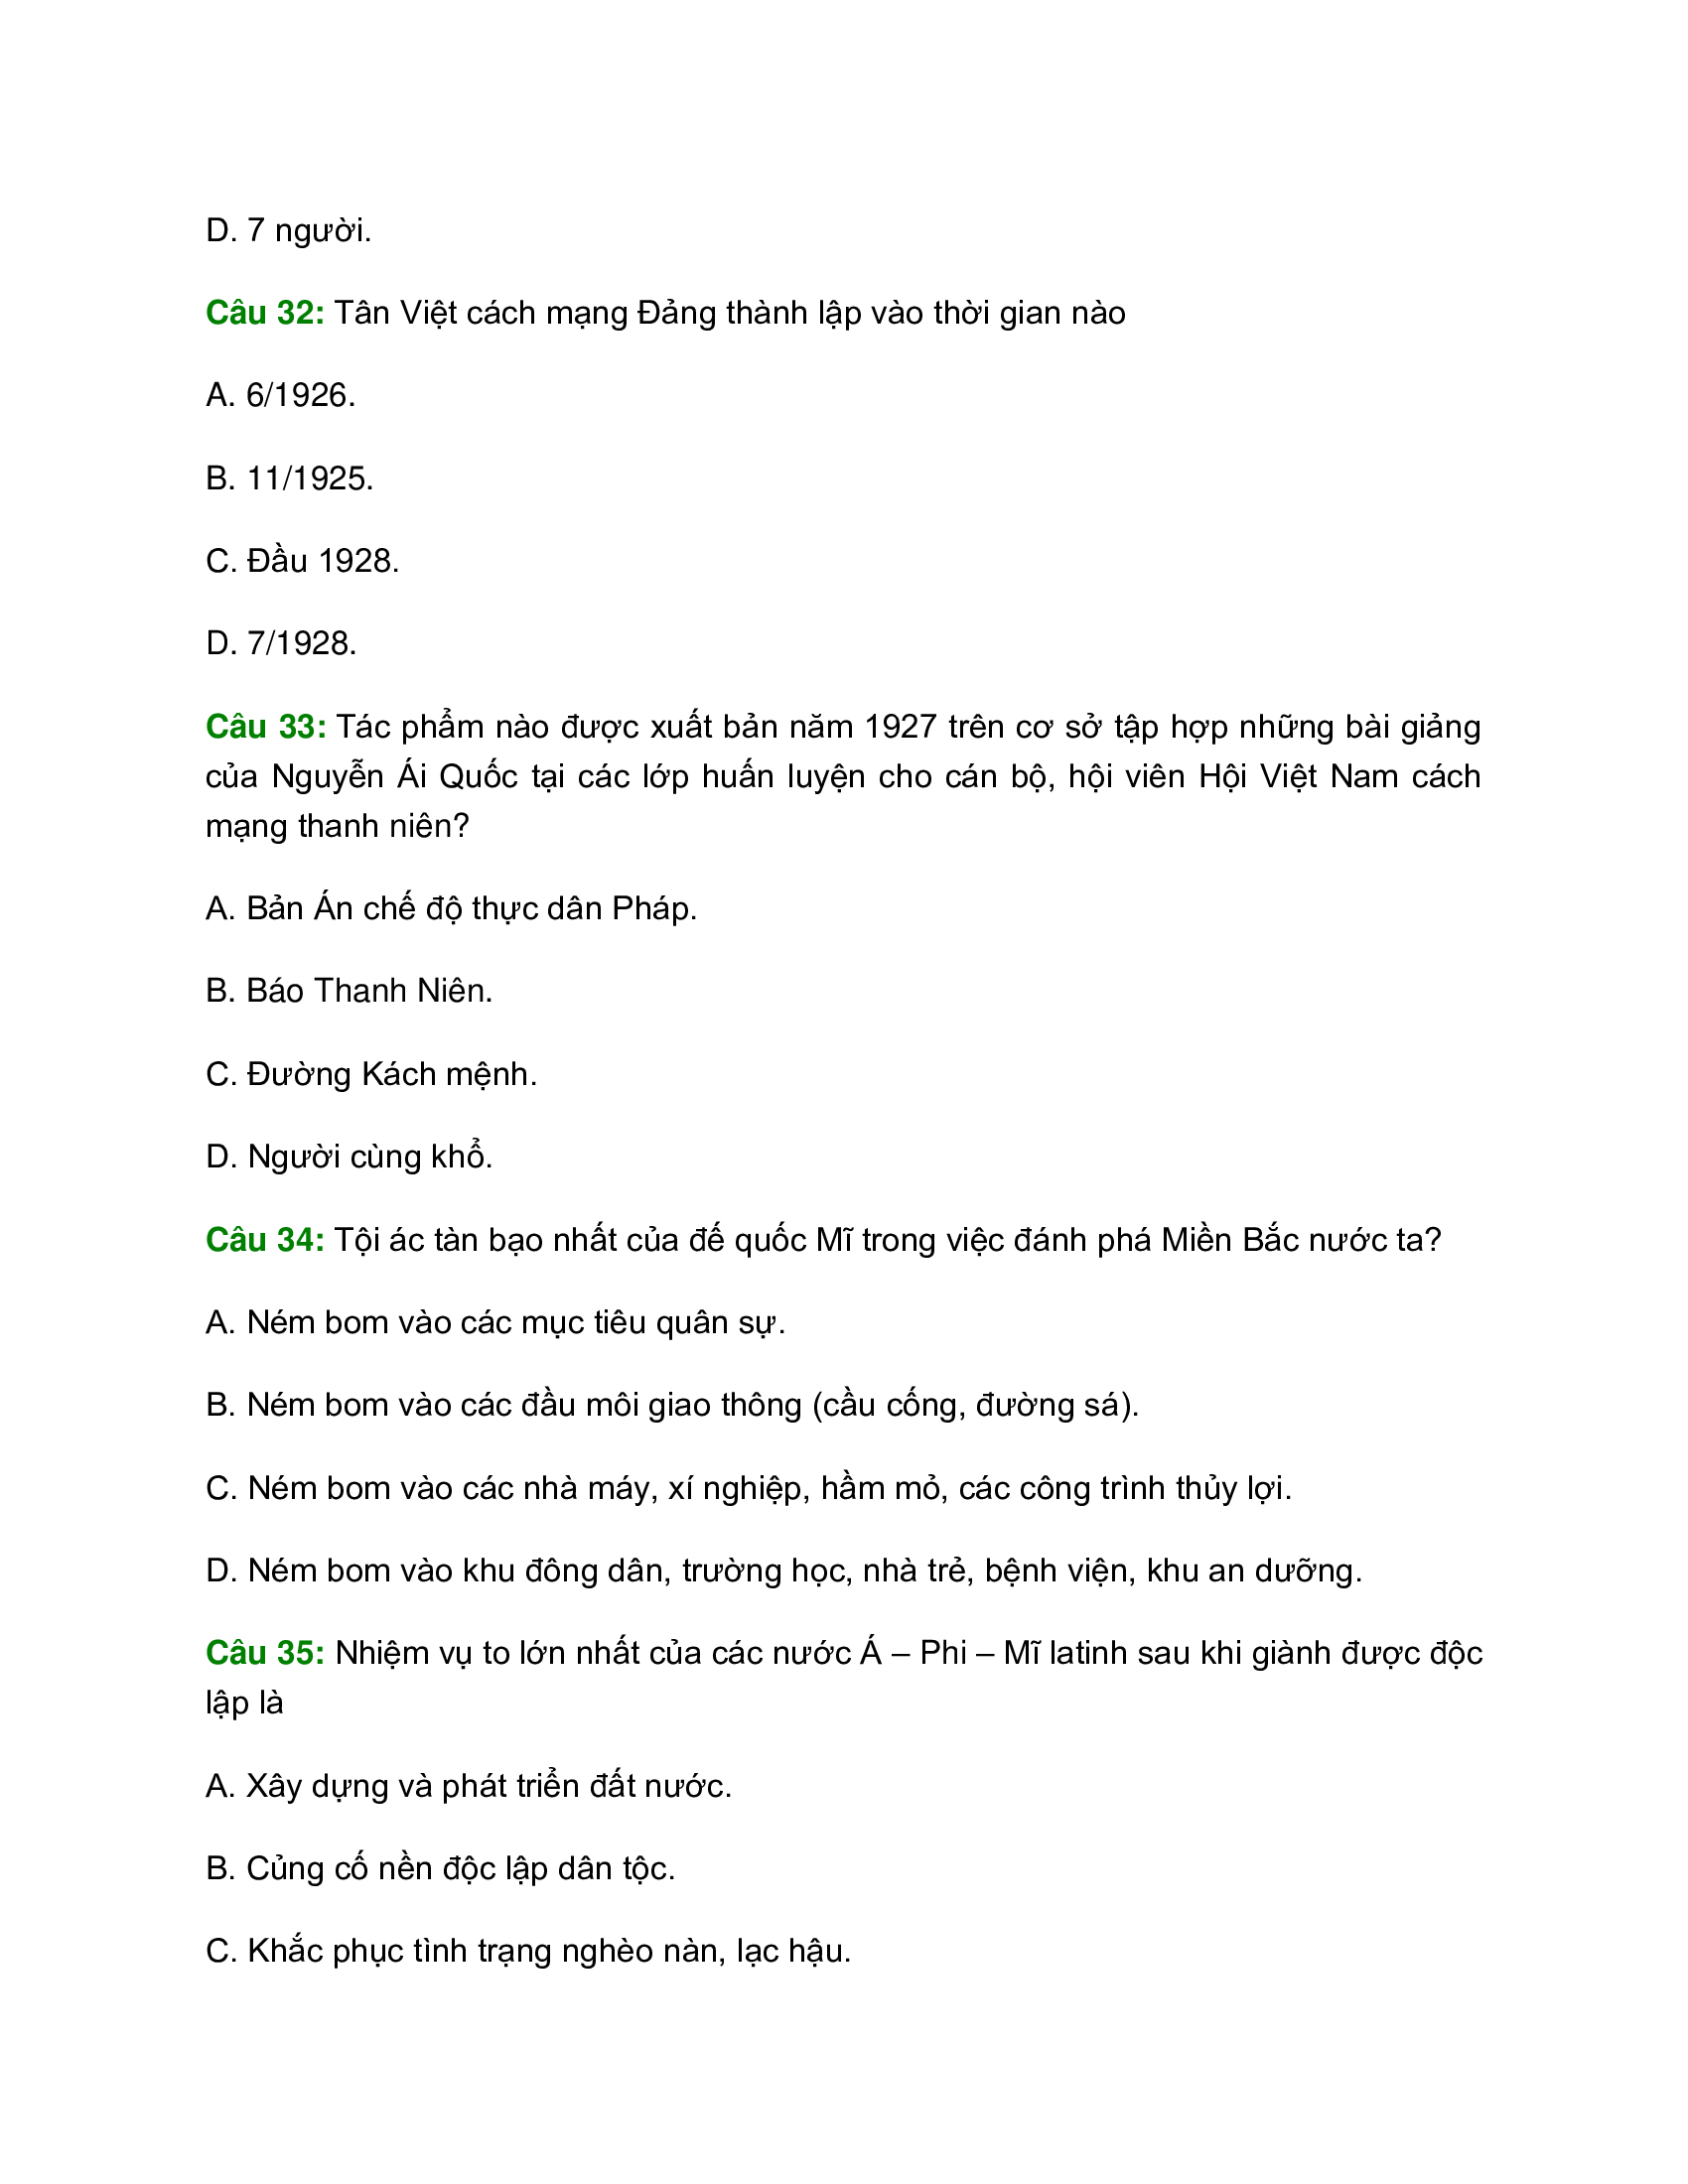 D. 7 người.
Câu 32: Tân Việt cách mạng Đảng thành lập vào thời gian nào
A. 6/1926.
B. 11/1925.
C. Đầu 1928.
D. 7/1928.
Câu 33: Tác phẩm nào được xuất bản năm 1927 trên cơ sở tập hợp những bài giảng
của Nguyễn Ái Quốc tại các lớp huấn luyện cho cán bộ, hội viên Hội Việt Nam cách
mạng thanh niên?
A. Bản Án chế độ thực dân Pháp.
B. Báo Thanh Niên.
C. Đường Kách mệnh.
D. Người cùng khổ.
Câu 34: Tội ác tàn bạo nhất của đế quốc Mĩ trong việc đánh phá Miền Bắc nước ta?
A. Ném bom vào các mục tiêu quân sự.
B. Ném bom vào các đầu môi giao thông (cầu cống, đường sá).
C. Ném bom vào các nhà máy, xí nghiệp, hầm mỏ, các công trình thủy lợi.
D. Ném bom vào khu đông dân, trường học, nhà trẻ, bệnh viện, khu an dưỡng.
Câu 35: Nhiệm vụ to lớn nhất của các nước Á – Phi – Mĩ latinh sau khi giành được độc
lập là
A. Xây dựng và phát triển đất nước.
B. Củng cố nền độc lập dân tộc.
C. Khắc phục tình trạng nghèo nàn, lạc hậu.